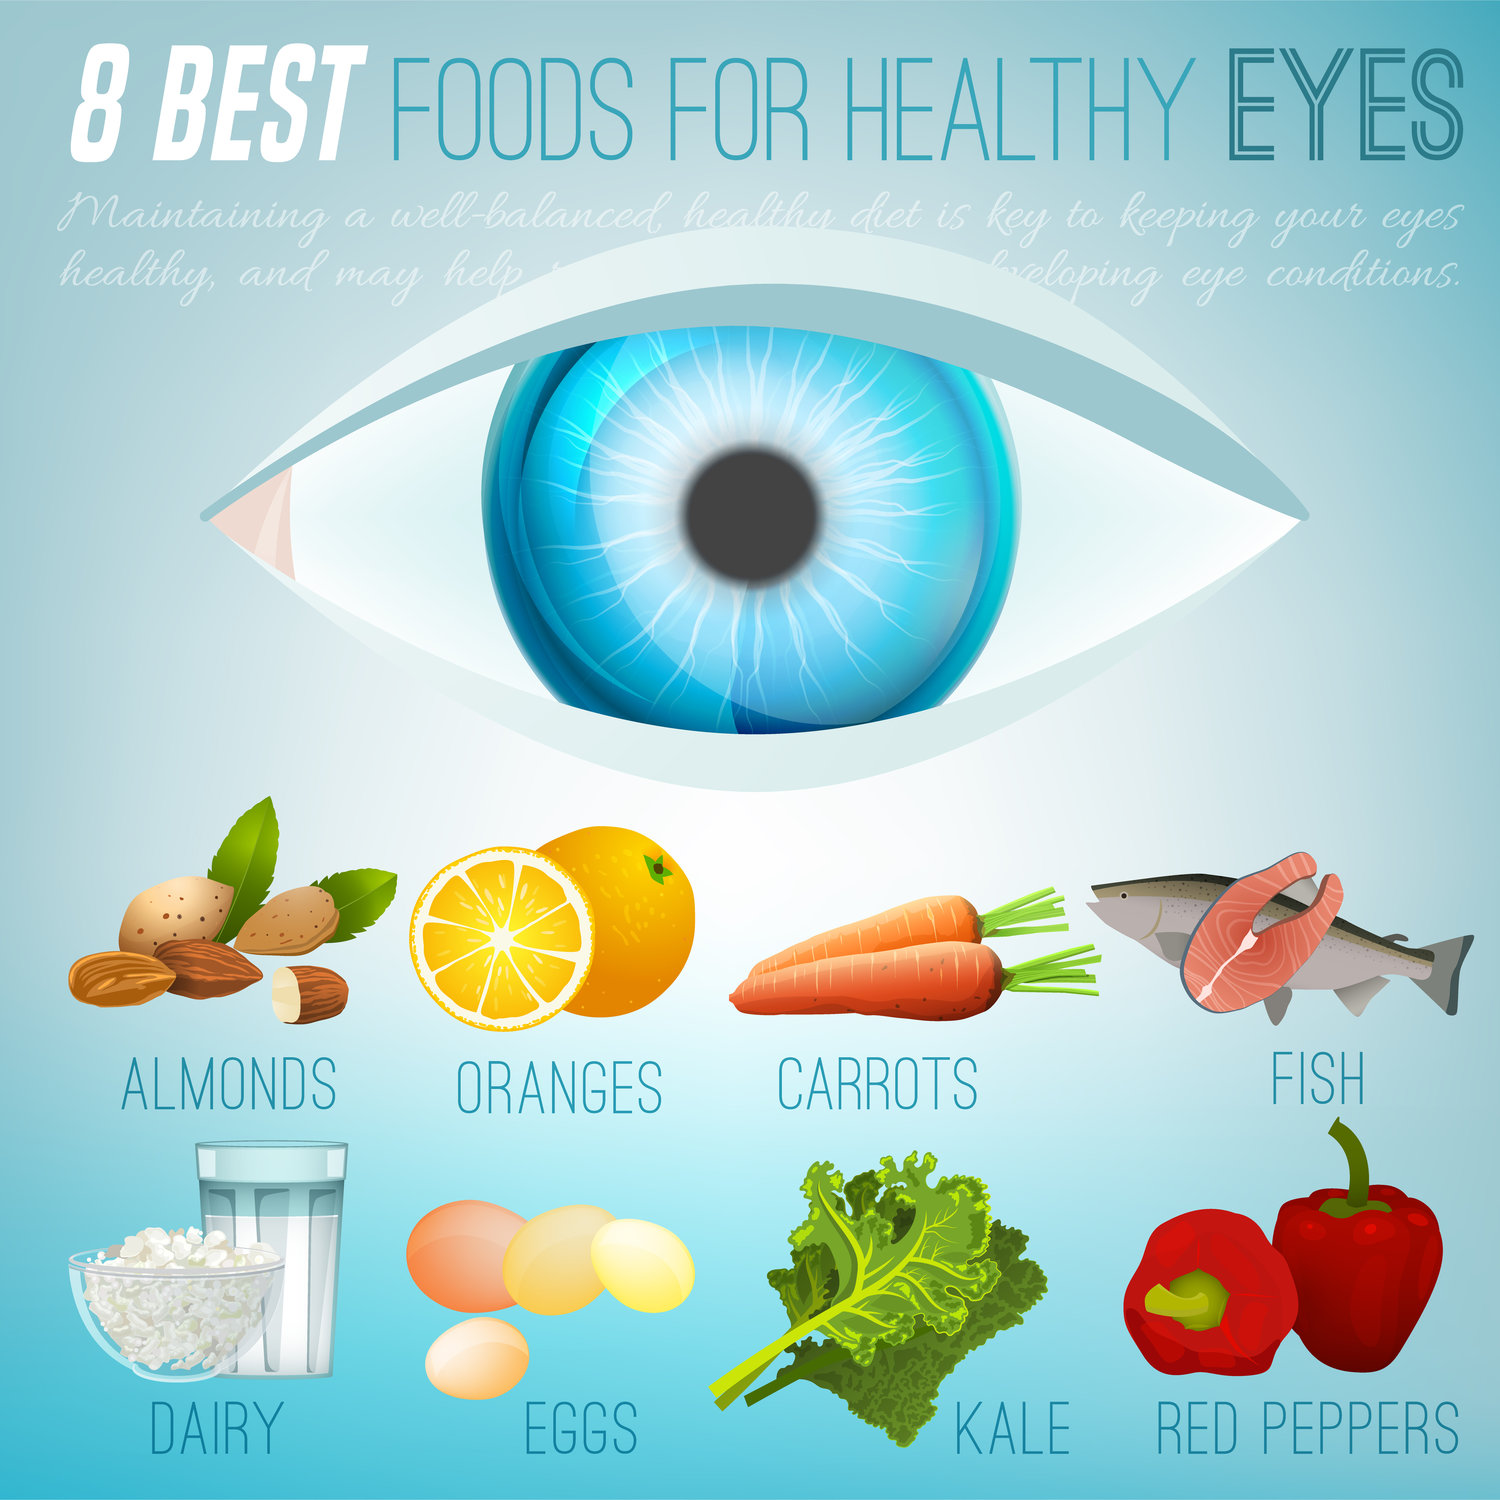 8 BEST FOODS FOR HEALTHY EYES
Maintaining a well-balanced, healthy diet is key to keeping your eyes
healthy, and may help developing eye conditions.
ALMONDS ORANGES CARROTS FISH
DAIRY EGGS KALE RED PEPPERS